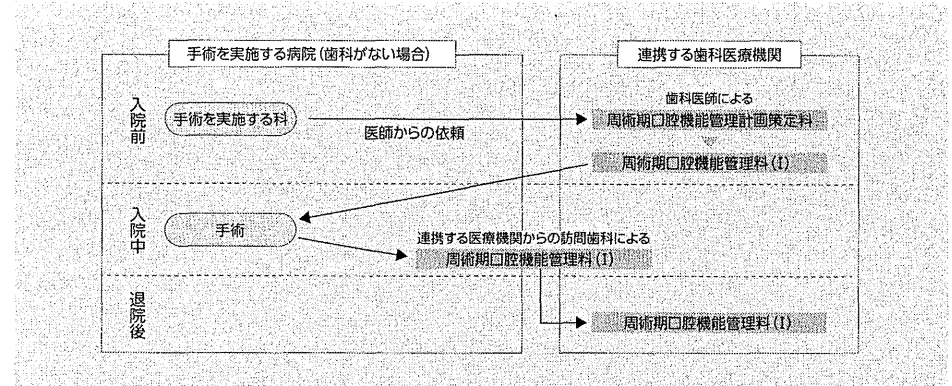 手術を実施する病院(歯科がない場合)
連携する歯科医療機関
入院前
手術を実施する科
医師からの依頼
歯科医師による
周術期口腔機能管理計画策定料
周術期口腔機能管理料(I)
入院中
手術
連携する医療機関からの訪問歯科による
周術期口腔機能管理料(I)
退院後
周術期口腔機能管理料(I)